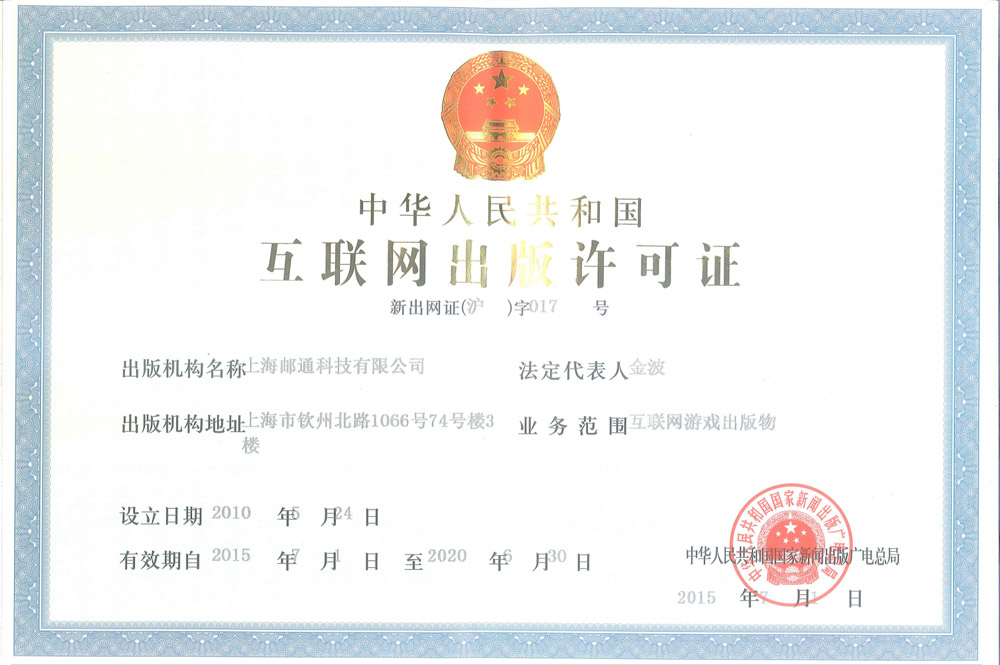 中华人民共和国
互联网出版许可证
新出网证(沪 )字017 号
出版机构名称 上海邮通科技有限公司
法定代表人 金波
出版机构地址 上海市钦州北路1066号74号楼3
楼
业务范围 互联网游戏出版物
设立日期 2010 年 5 月 24 日
有效期自 2015 年 7 月 1 日 至 2020 年 6 月 30 日
中华人民共和国国家新闻出版广电总局
中华人民共和国国家新闻出版广电总局
2015 年 7 月 1 日